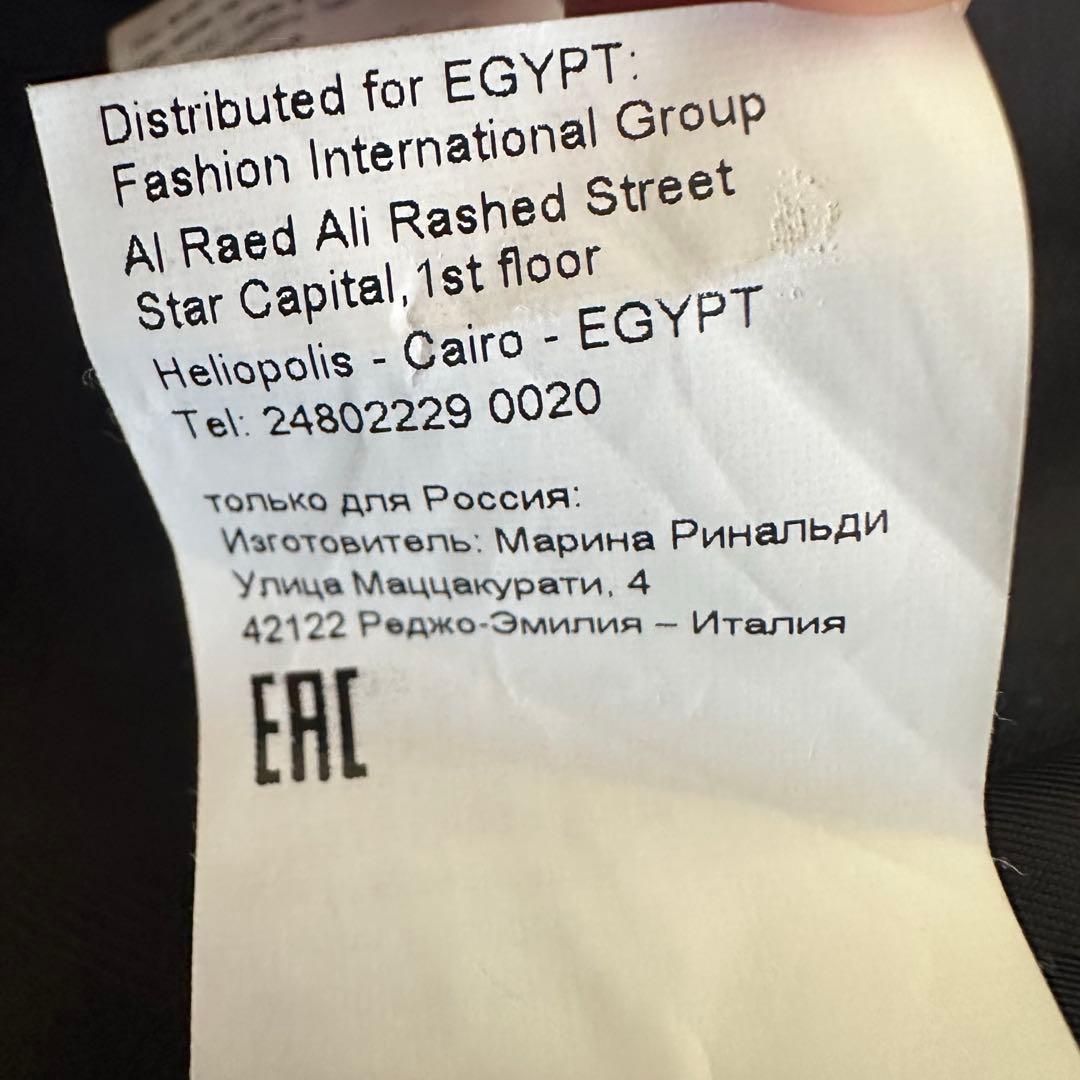 Distributed for EGYPT:
Fashion International Group
Al Raed Ali Rashed Street
Star Capital, 1st floor
Heliopolis - Cairo - EGYPT
Tel: 24802229 0020
только для Россия:
Изготовитель: Марина Ринальди
Улица Маццакурати, 4
42122 Реджо-Эмилия – Италия
EAC